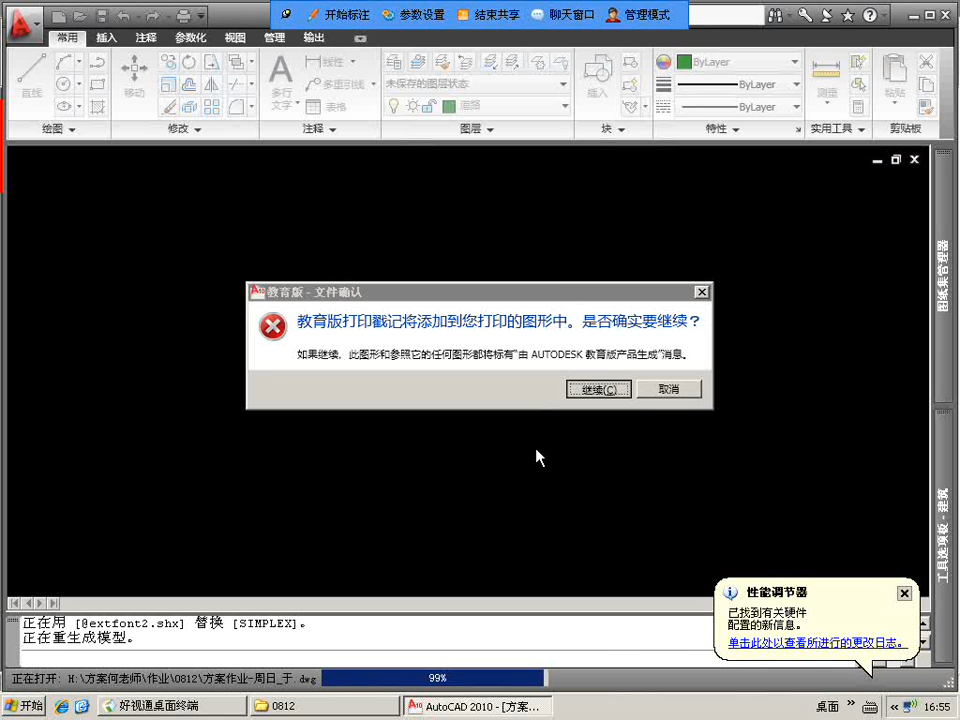 开始标注 参数设置 结束共享 聊天窗口 管理模式
常用 插入 注释 参数化 视图 管理 输出
直线 移动 多行文字 线性 多重引线 表格 未保存的图层状态 插入 ByLayer ByLayer ByLayer 测量 粘贴
绘图 修改 注释 图层 块 特性 实用工具 剪贴板
图纸集管理器
教育版 - 文件确认
教育版打印戳记将添加到您打印的图形中。是否确实要继续？
如果继续，此图形和参照它的任何图形都将标有“由 AUTODESK 教育版产品生成”消息。
继续(C) 取消
工具选项板 - 建筑
性能调节器
已找到有关硬件
配置的新信息。
单击此处以查看所进行的更改日志。
正在用 [@extfont2.shx] 替换 [SIMPLEX]。
正在重生成模型。
正在打开: H:\方案何老师\作业\0812\方案作业-周日_于.dwg 99%
开始 好视通桌面终端 0812 AutoCAD 2010 - [方案... 桌面 » « 16:55